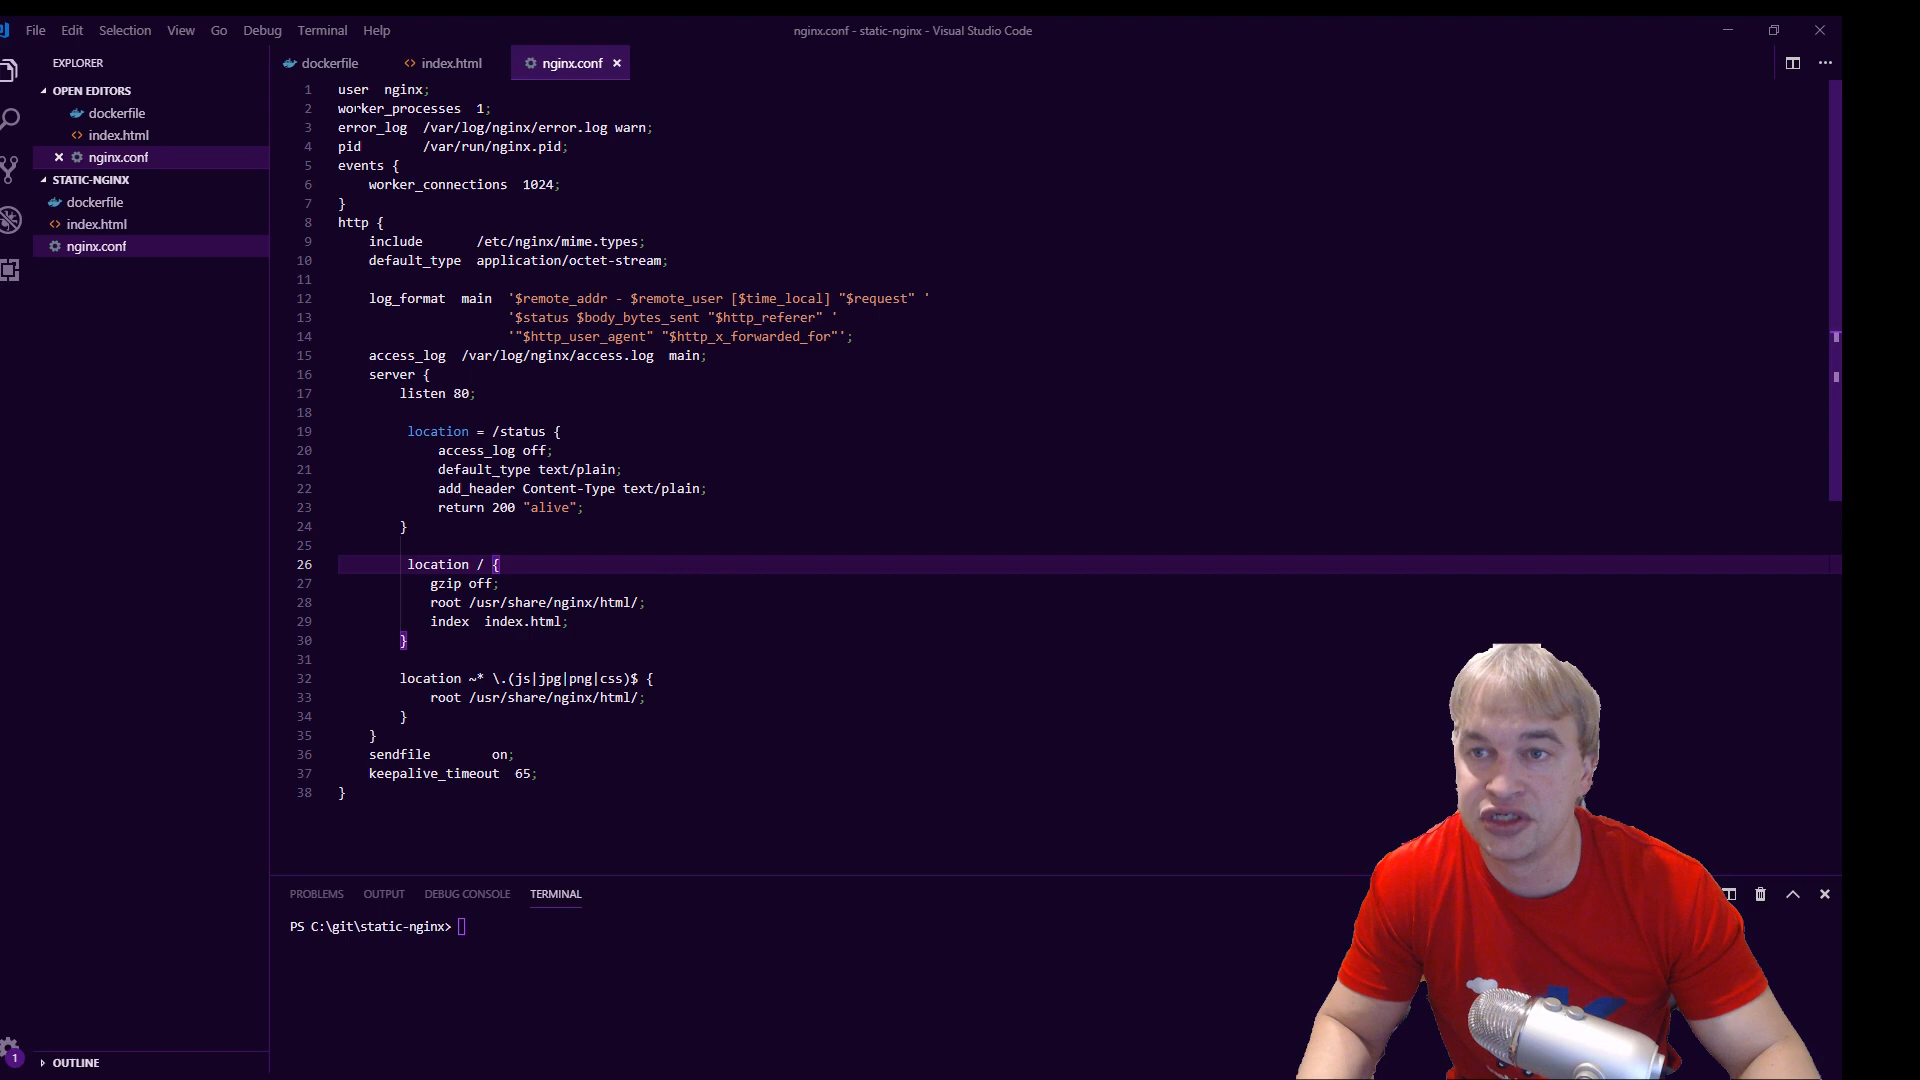 File Edit Selection View Go Debug Terminal Help
nginx.conf - static-nginx - Visual Studio Code
EXPLORER
OPEN EDITORS
dockerfile
index.html
nginx.conf
STATIC-NGINX
dockerfile
index.html
nginx.conf
OUTLINE
1
dockerfile index.html nginx.conf
1 user  nginx;
2 worker_processes  1;
3 error_log  /var/log/nginx/error.log warn;
4 pid        /var/run/nginx.pid;
5 events {
6     worker_connections  1024;
7 }
8 http {
9     include       /etc/nginx/mime.types;
10     default_type  application/octet-stream;
11
12     log_format  main  '$remote_addr - $remote_user [$time_local] "$request" '
13                       '$status $body_bytes_sent "$http_referer" '
14                       '"$http_user_agent" "$http_x_forwarded_for"';
15     access_log  /var/log/nginx/access.log  main;
16     server {
17         listen 80;
18
19          location = /status {
20              access_log off;
21              default_type text/plain;
22              add_header Content-Type text/plain;
23              return 200 "alive";
24         }
25
26          location / {
27             gzip off;
28             root /usr/share/nginx/html/;
29             index  index.html;
30         }
31
32         location ~* \.(js|jpg|png|css)$ {
33             root /usr/share/nginx/html/;
34         }
35     }
36     sendfile        on;
37     keepalive_timeout  65;
38 }
PROBLEMS OUTPUT DEBUG CONSOLE TERMINAL
PS C:\git\static-nginx>